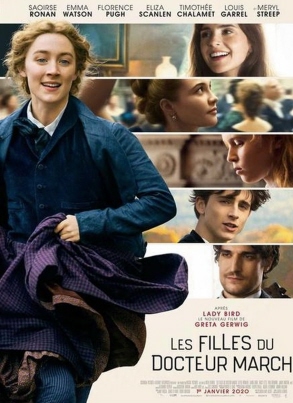 SAOIRSE EMMA FLORENCE ELIZA TIMOTHÉE LOUIS et MERYL
RONAN WATSON PUGH SCANLEN CHALAMET GARREL STREEP
APRÈS
LADY BIRD
LE NOUVEAU FILM DE
GRETA GERWIG
LES FILLES DU
DOCTEUR MARCH
1ER JANVIER 2020